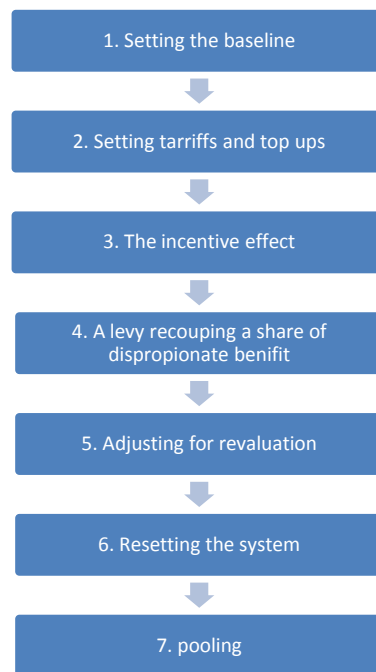 1. Setting the baseline
2. Setting tarriffs and top ups
3. The incentive effect
4. A levy recouping a share of
dispropionate benifit
5. Adjusting for revaluation
6. Resetting the system
7. pooling